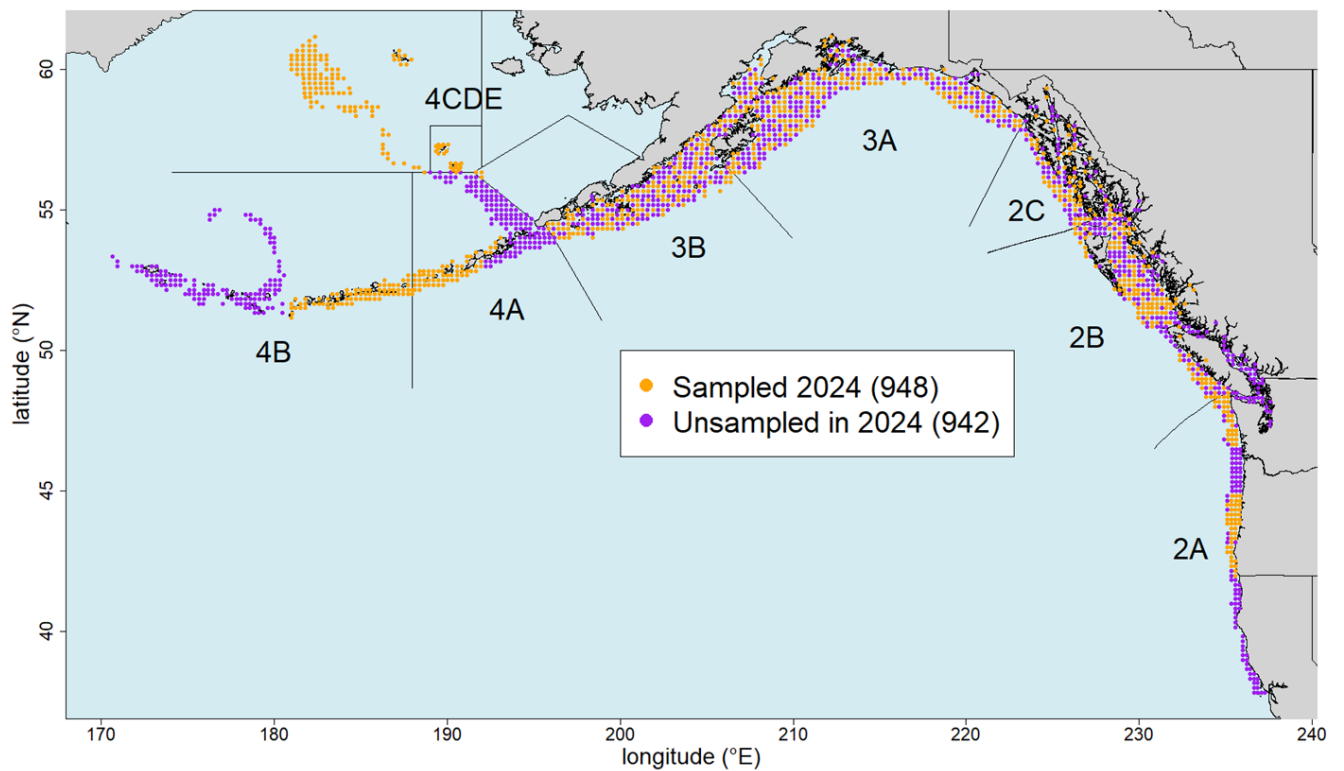 60
55
50
45
40
latitude (°N)
4CDE
3A
2C
3B
4A
4B
2B
2A
Sampled 2024 (948)
Unsampled in 2024 (942)
170
180
190
200
210
220
230
240
longitude (°E)